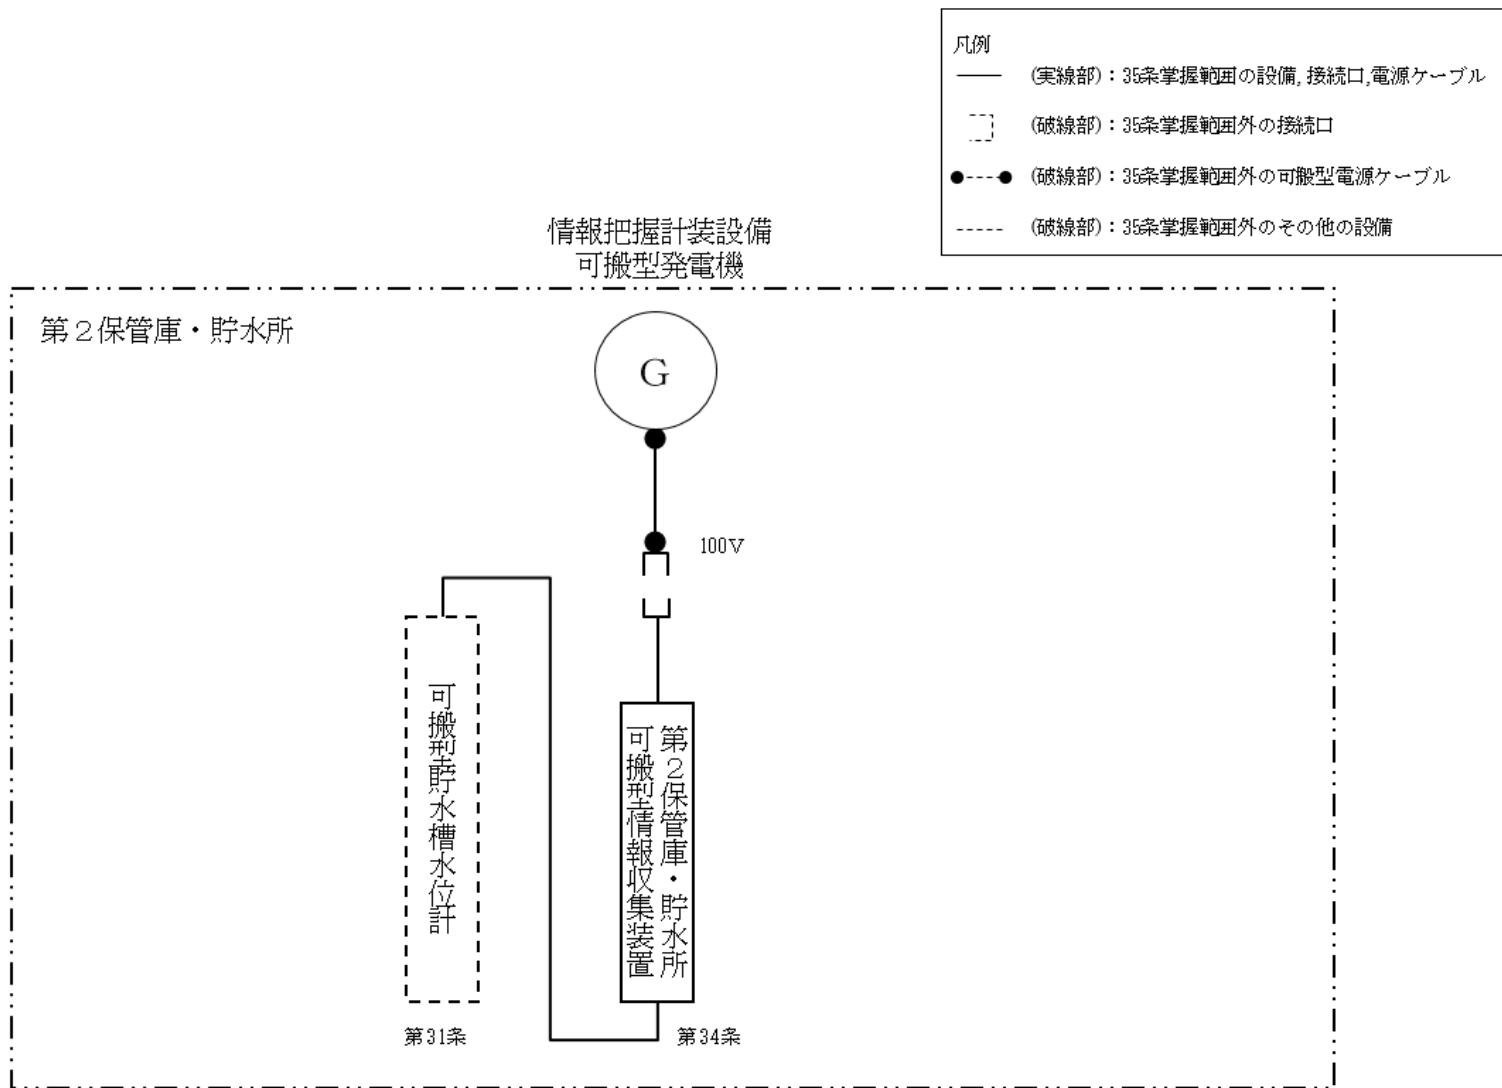 凡例
(実線部)：35条掌握範囲の設備,接続口,電源ケーブル
(破線部)：35条掌握範囲外の接続口
(破線部)：35条掌握範囲外の可搬型電源ケーブル
(破線部)：35条掌握範囲外のその他の設備
情報把握計装設備
可搬型発電機
第２保管庫・貯水所
G
100V
可搬型貯水槽水位計
第２保管庫・貯水所
可搬型情報収集装置
第31条
第34条